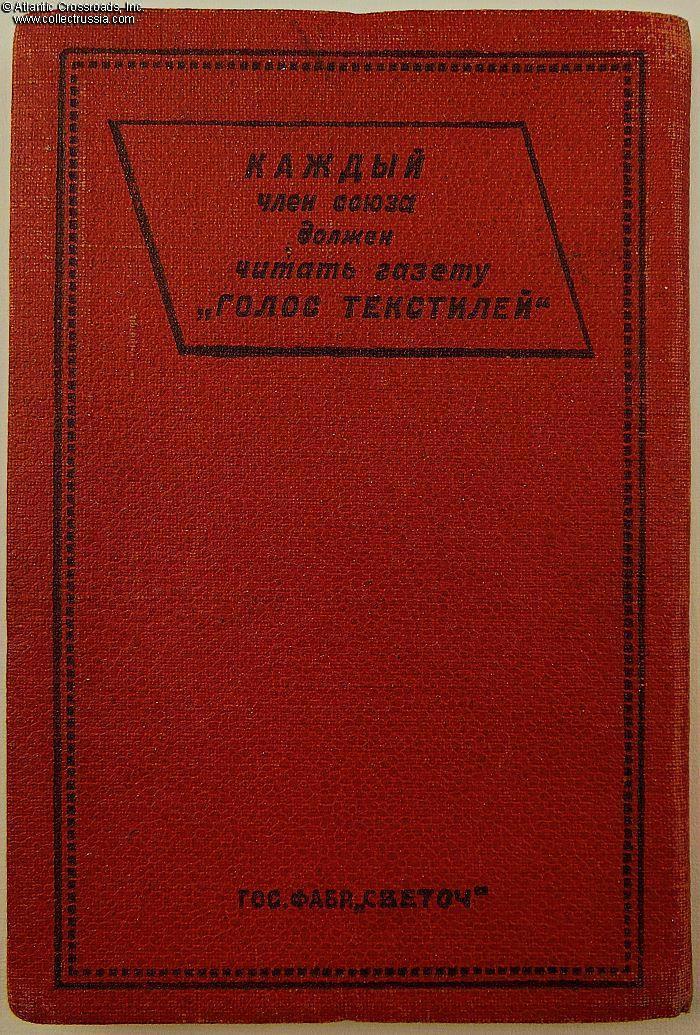 © Atlantic Crossroads, Inc.
www.collectrussia.com
КАЖДЫЙ
член союза
должен
читать газету
„ГОЛОС ТЕКСТИЛЕЙ“
ГОС. ФАБР. „СВЕТОЧ“